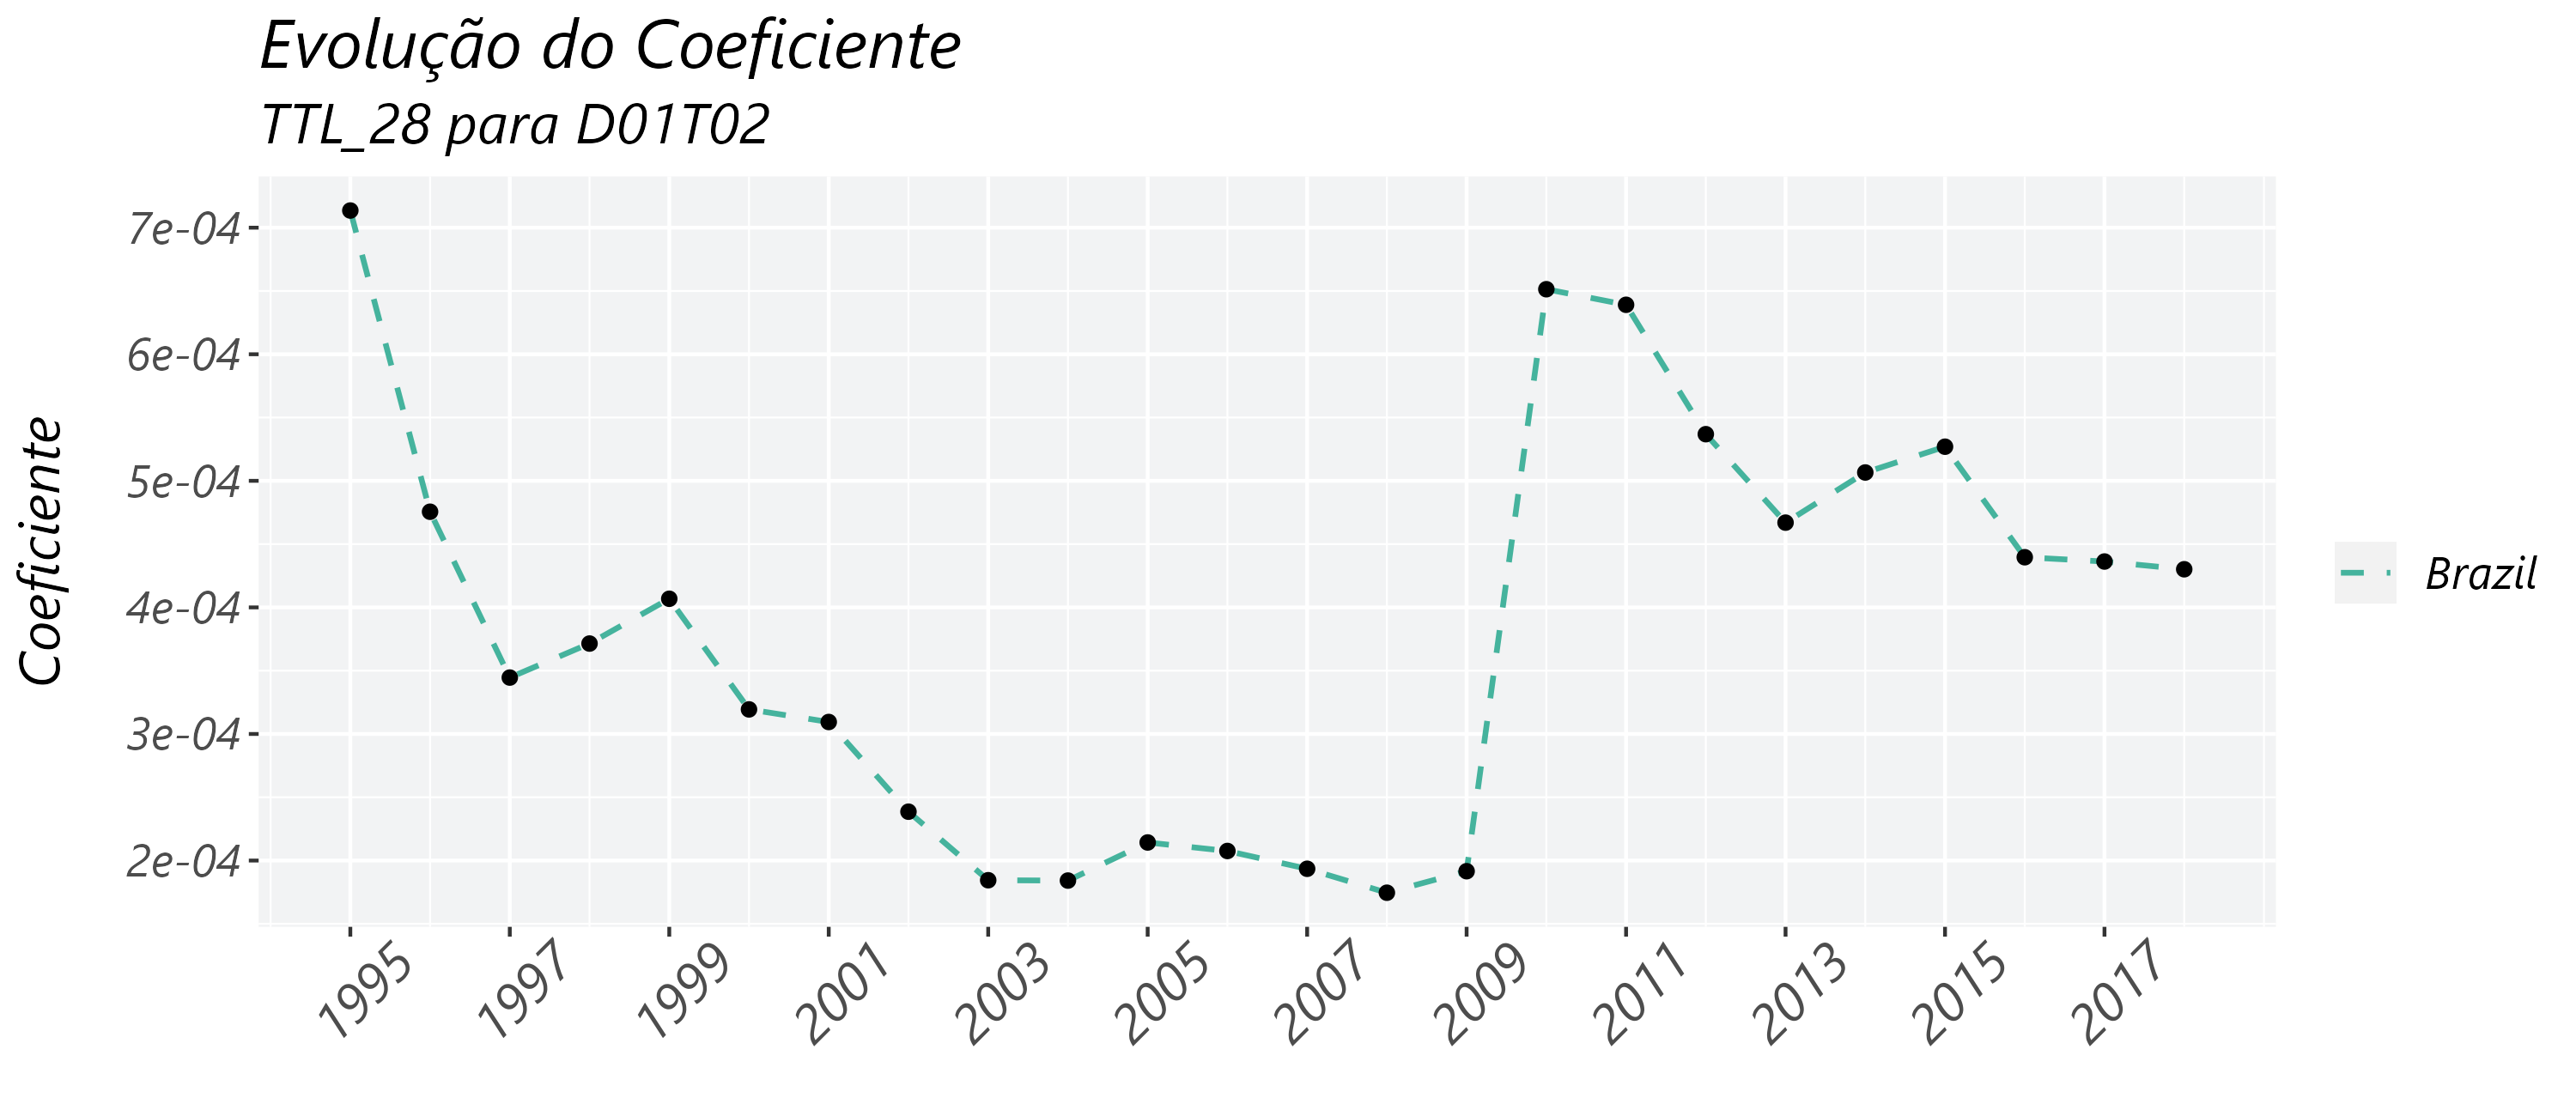 Evolução do Coeficiente
TTL_28 para D01T02
Coeficiente
7e-04
6e-04
5e-04
4e-04
3e-04
2e-04
1995
1997
1999
2001
2003
2005
2007
2009
2011
2013
2015
2017
Brazil